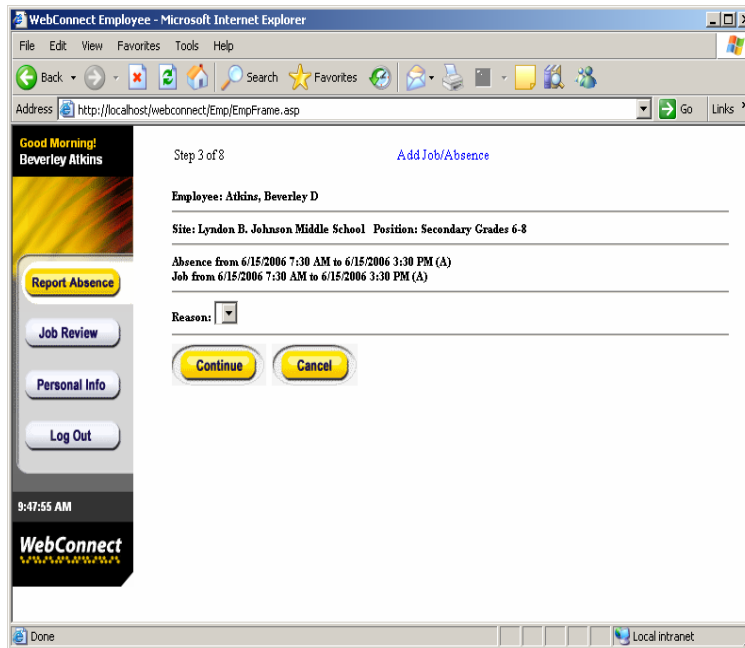 WebConnect Employee - Microsoft Internet Explorer
File Edit View Favorites Tools Help
Back Search Favorites
Address http://localhost/webconnect/Emp/EmpFrame.asp Go Links
Good Morning!
Beverley Atkins
Step 3 of 8 Add Job/Absence
Employee: Atkins, Beverley D
Site: Lyndon B. Johnson Middle School Position: Secondary Grades 6-8
Absence from 6/15/2006 7:30 AM to 6/15/2006 3:30 PM (A)
Job from 6/15/2006 7:30 AM to 6/15/2006 3:30 PM (A)
Reason:
Continue Cancel
Report Absence
Job Review
Personal Info
Log Out
9:47:55 AM
WebConnect
Done Local intranet